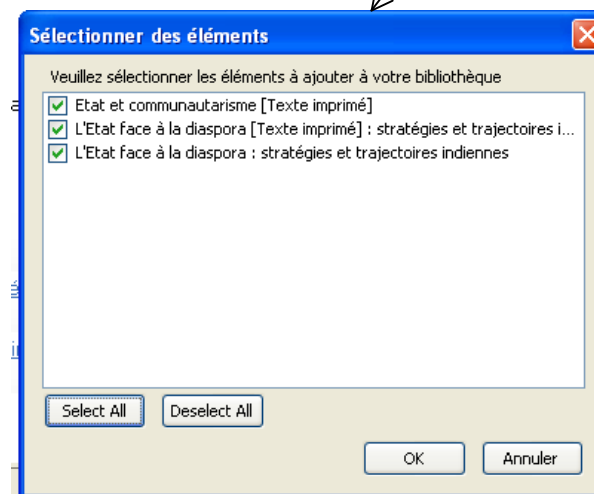 Sélectionner des éléments
Veuillez sélectionner les éléments à ajouter à votre bibliothèque
Etat et communautarisme [Texte imprimé]
L'Etat face à la diaspora [Texte imprimé] : stratégies et trajectoires i...
L'Etat face à la diaspora : stratégies et trajectoires indiennes
Select All
Deselect All
OK
Annuler